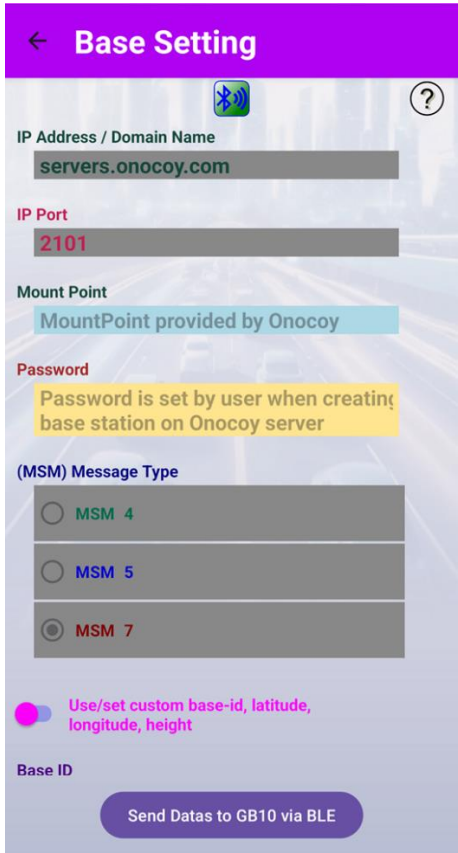 Base Setting
?
IP Address / Domain Name
servers.onocoy.com
IP Port
2101
Mount Point
MountPoint provided by Onocoy
Password
Password is set by user when creating
base station on Onocoy server
(MSM) Message Type
MSM 4
MSM 5
MSM 7
Use/set custom base-id, latitude,
longitude, height
Base ID
Send Datas to GB10 via BLE